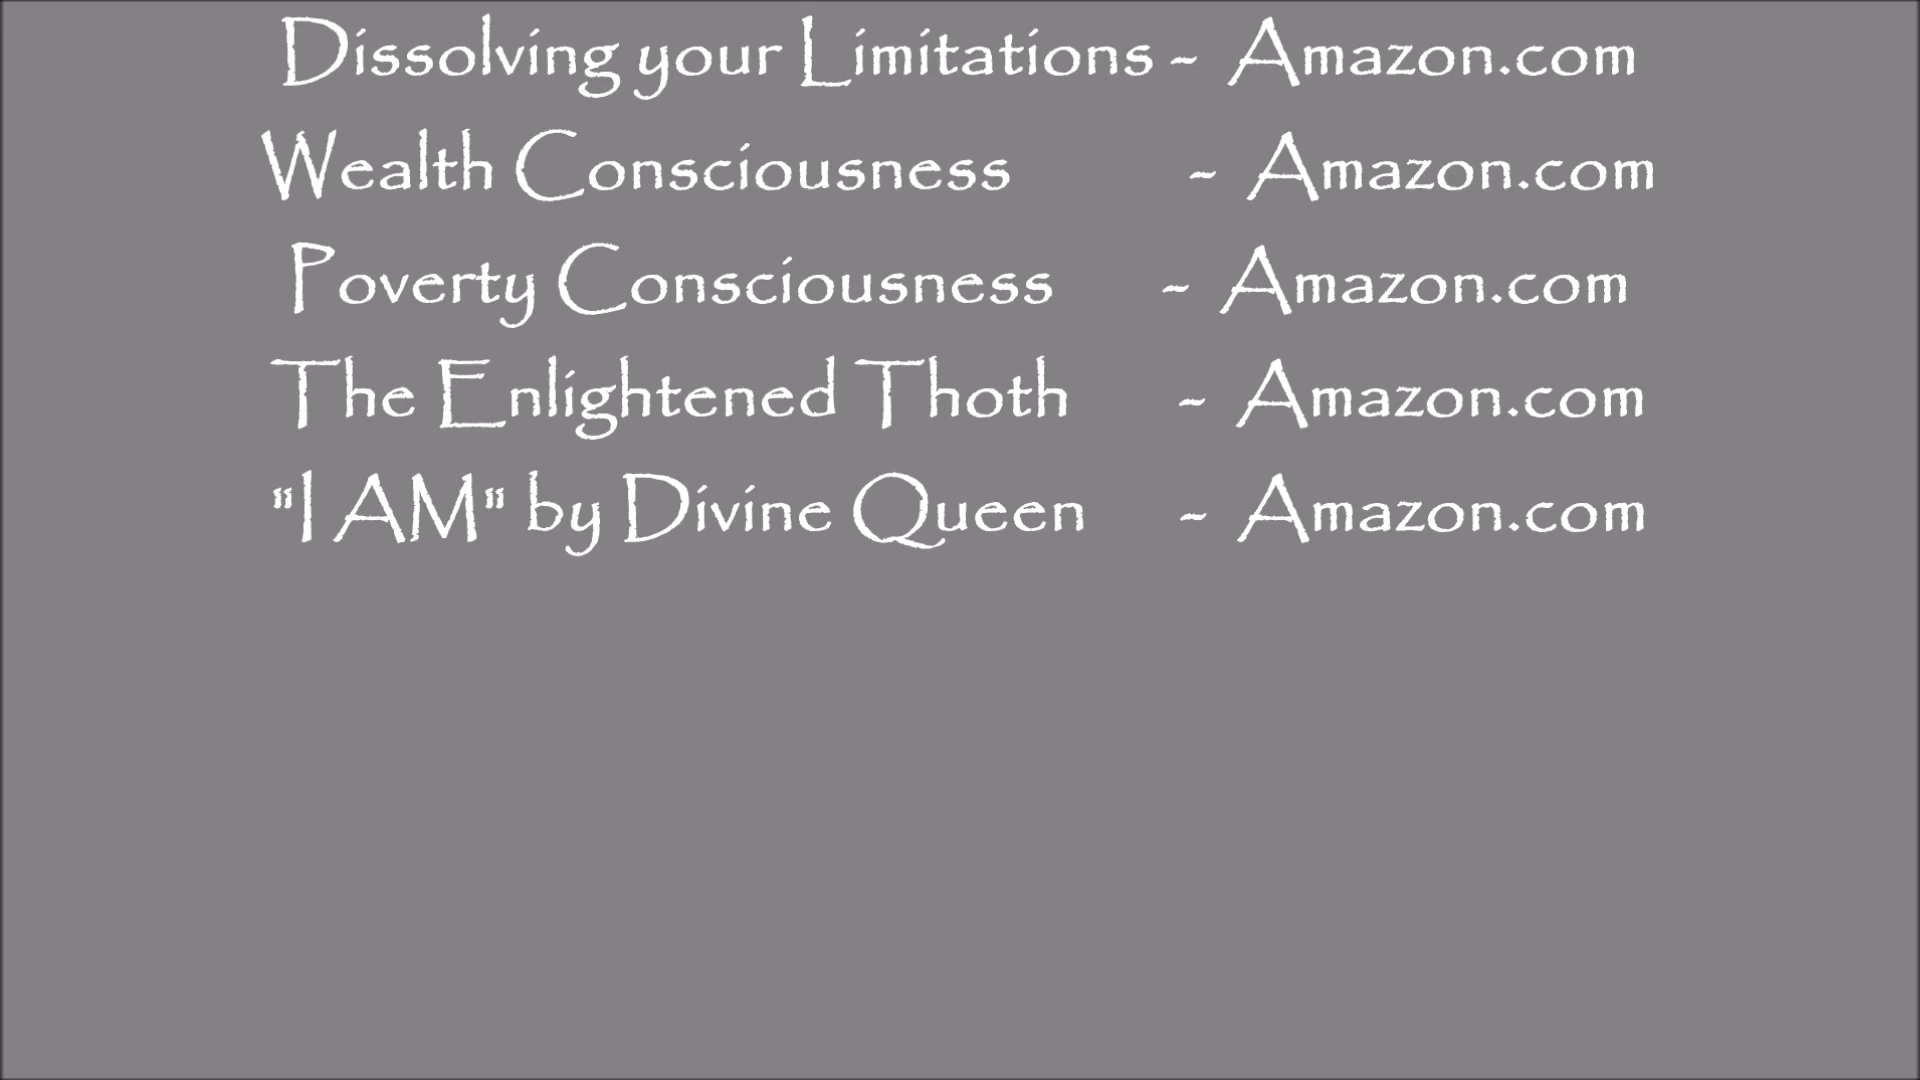 Dissolving your Limitations - Amazon.com
Wealth Consciousness - Amazon.com
Poverty Consciousness - Amazon.com
The Enlightened Thoth - Amazon.com
"I AM" by Divine Queen - Amazon.com